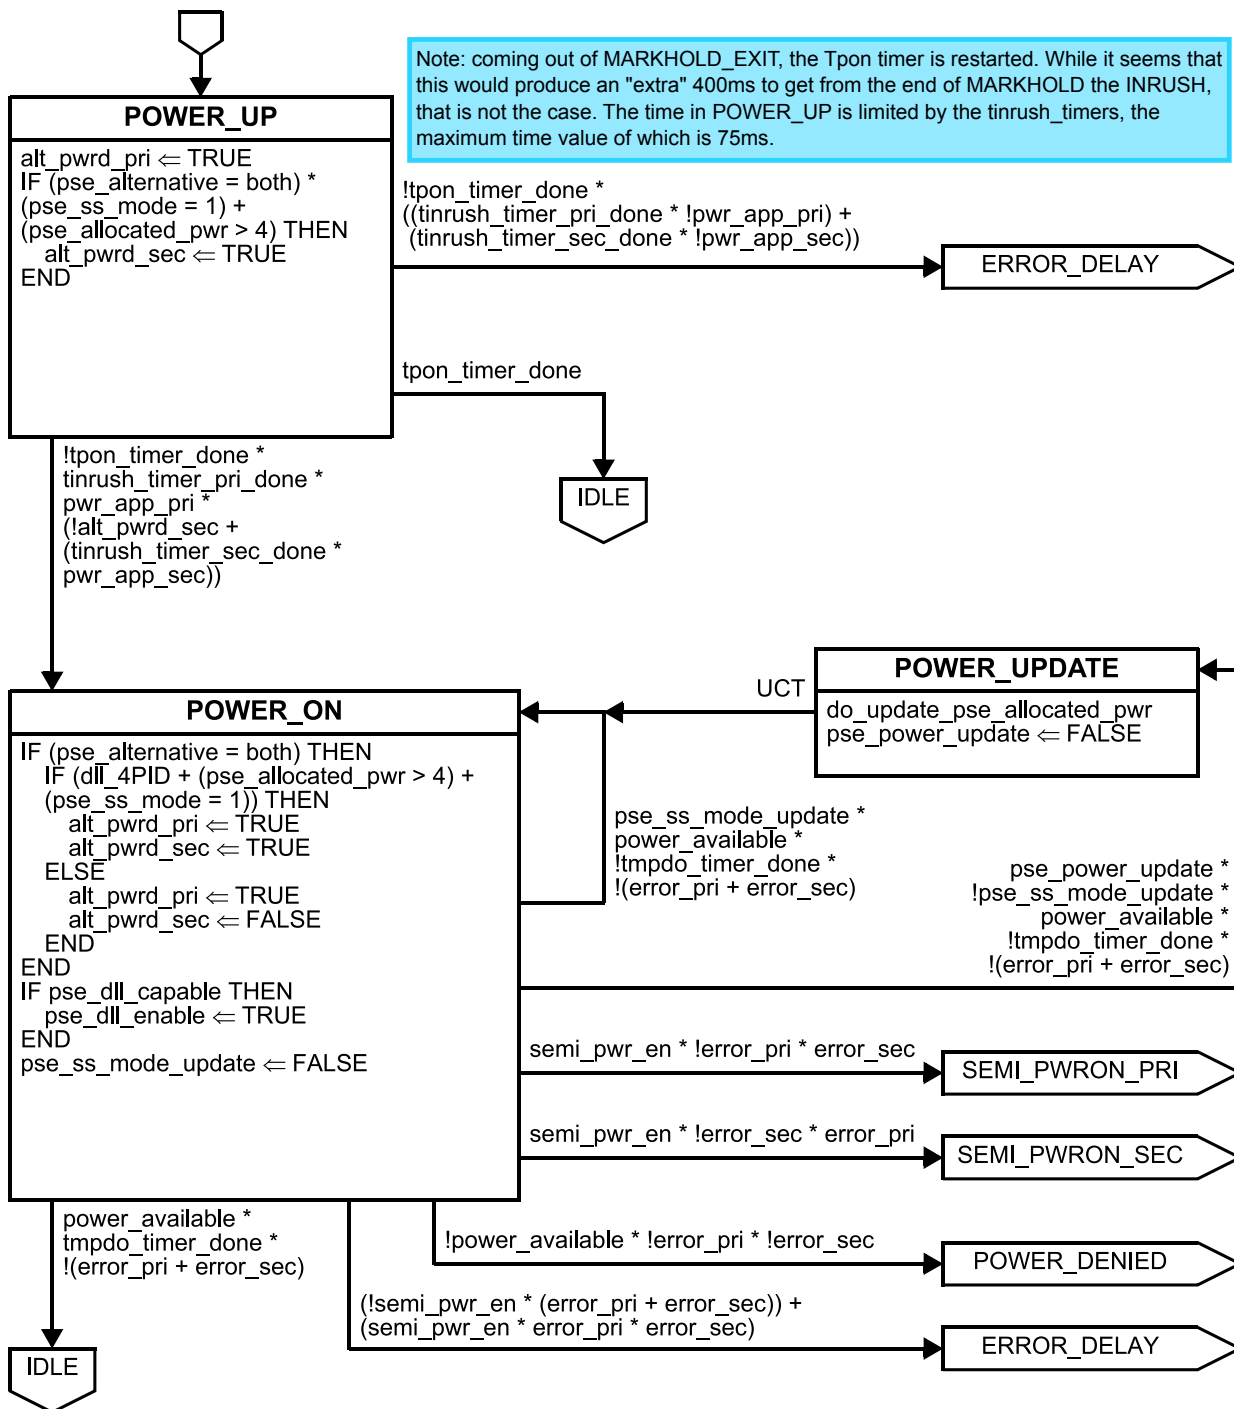 Note: coming out of MARKHOLD_EXIT, the Tpon timer is restarted. While it seems that
this would produce an "extra" 400ms to get from the end of MARKHOLD the INRUSH,
that is not the case. The time in POWER_UP is limited by the tinrush_timers, the
maximum time value of which is 75ms.
POWER_UP
alt_pwrd_pri ⇐ TRUE
IF (pse_alternative = both) *
(pse_ss_mode = 1) +
(pse_allocated_pwr > 4) THEN
alt_pwrd_sec ⇐ TRUE
END
!tpon_timer_done *
((tinrush_timer_pri_done * !pwr_app_pri) +
(tinrush_timer_sec_done * !pwr_app_sec))
ERROR_DELAY
tpon_timer_done
IDLE
!tpon_timer_done *
tinrush_timer_pri_done *
pwr_app_pri *
(!alt_pwrd_sec +
(tinrush_timer_sec_done *
pwr_app_sec))
POWER_UPDATE
do_update_pse_allocated_pwr
pse_power_update ⇐ FALSE
UCT
POWER_ON
IF (pse_alternative = both) THEN
IF (dll_4PID + (pse_allocated_pwr > 4) +
(pse_ss_mode = 1)) THEN
alt_pwrd_pri ⇐ TRUE
alt_pwrd_sec ⇐ TRUE
ELSE
alt_pwrd_pri ⇐ TRUE
alt_pwrd_sec ⇐ FALSE
END
END
IF pse_dll_capable THEN
pse_dll_enable ⇐ TRUE
END
pse_ss_mode_update ⇐ FALSE
pse_ss_mode_update *
power_available *
!tmpdo_timer_done *
!(error_pri + error_sec)
pse_power_update *
!pse_ss_mode_update *
power_available *
!tmpdo_timer_done *
!(error_pri + error_sec)
semi_pwr_en * !error_pri * error_sec
SEMI_PWRON_PRI
semi_pwr_en * !error_sec * error_pri
SEMI_PWRON_SEC
!power_available * !error_pri * !error_sec
POWER_DENIED
(!semi_pwr_en * (error_pri + error_sec)) +
(semi_pwr_en * error_pri * error_sec)
ERROR_DELAY
power_available *
tmpdo_timer_done *
!(error_pri + error_sec)
IDLE